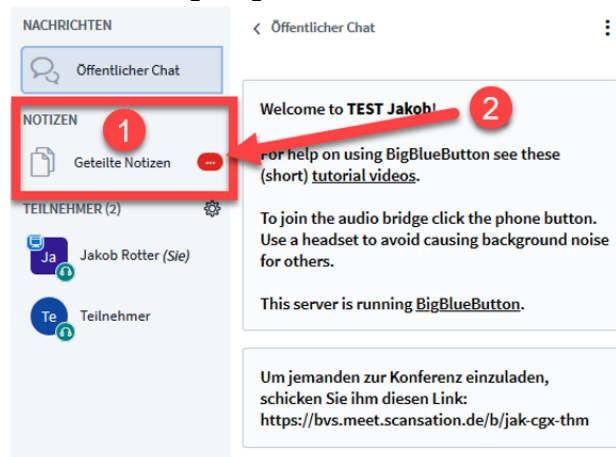 NACHRICHTEN
Öffentlicher Chat
NOTIZEN
1
Geteilte Notizen
TEILNEHMER (2)
Ja
Jakob Rotter (Sie)
Te
Teilnehmer
Öffentlicher Chat
2
Welcome to TEST Jakob!
For help on using BigBlueButton see these
(short) tutorial videos.
To join the audio bridge click the phone button.
Use a headset to avoid causing background noise
for others.
This server is running BigBlueButton.
Um jemanden zur Konferenz einzuladen,
schicken Sie ihm diesen Link:
https://bvs.meet.scansation.de/b/jak-cgx-thm